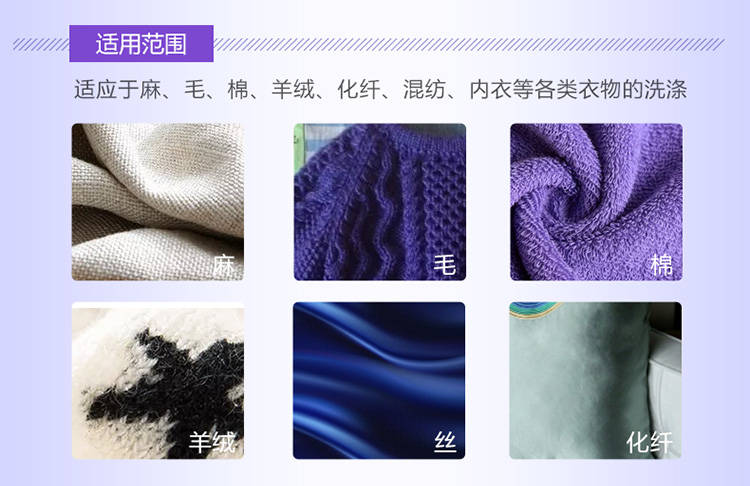 适用范围
适应于麻、毛、棉、羊绒、化纤、混纺、内衣等各类衣物的洗涤
麻
毛
棉
羊绒
丝
化纤